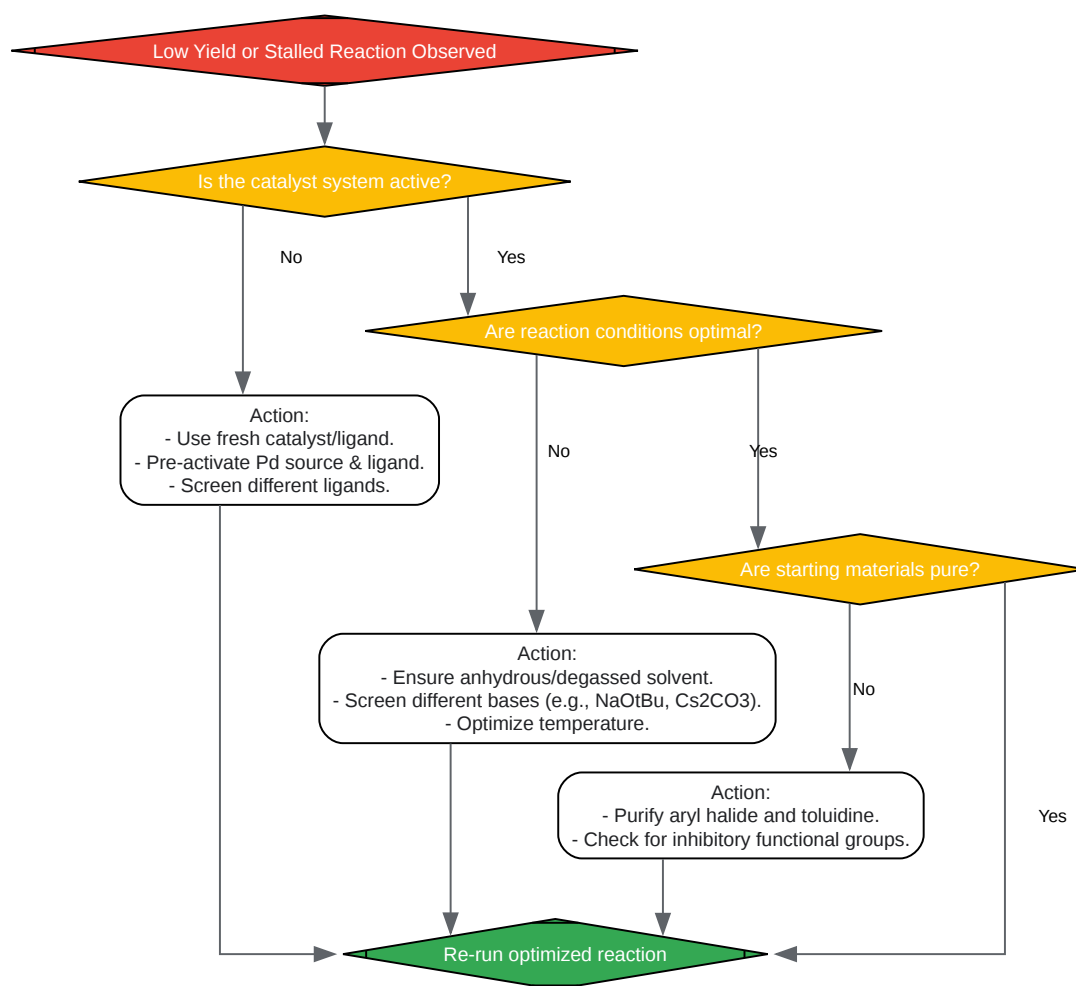 Low Yield or Stalled Reaction Observed
Is the catalyst system active?
No
Yes
Are reaction conditions optimal?
Action:
- Use fresh catalyst/ligand.
- Pre-activate Pd source & ligand.
- Screen different ligands.
No
Yes
Are starting materials pure?
Action:
- Ensure anhydrous/degassed solvent.
- Screen different bases (e.g., NaOtBu, Cs2CO3).
- Optimize temperature.
No
Action:
- Purify aryl halide and toluidine.
- Check for inhibitory functional groups.
Yes
Re-run optimized reaction